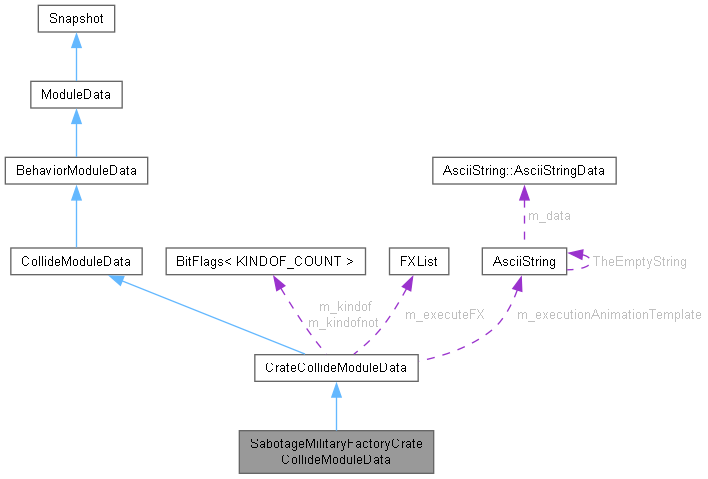 Snapshot
ModuleData
BehaviorModuleData
AsciiString::AsciiStringData
m_data
CollideModuleData
BitFlags< KINDOF_COUNT >
FXList
AsciiString
TheEmptyString
m_kindof
m_kindofnot
m_executeFX
m_executionAnimationTemplate
CrateCollideModuleData
SabotageMilitaryFactoryCrate
CollideModuleData